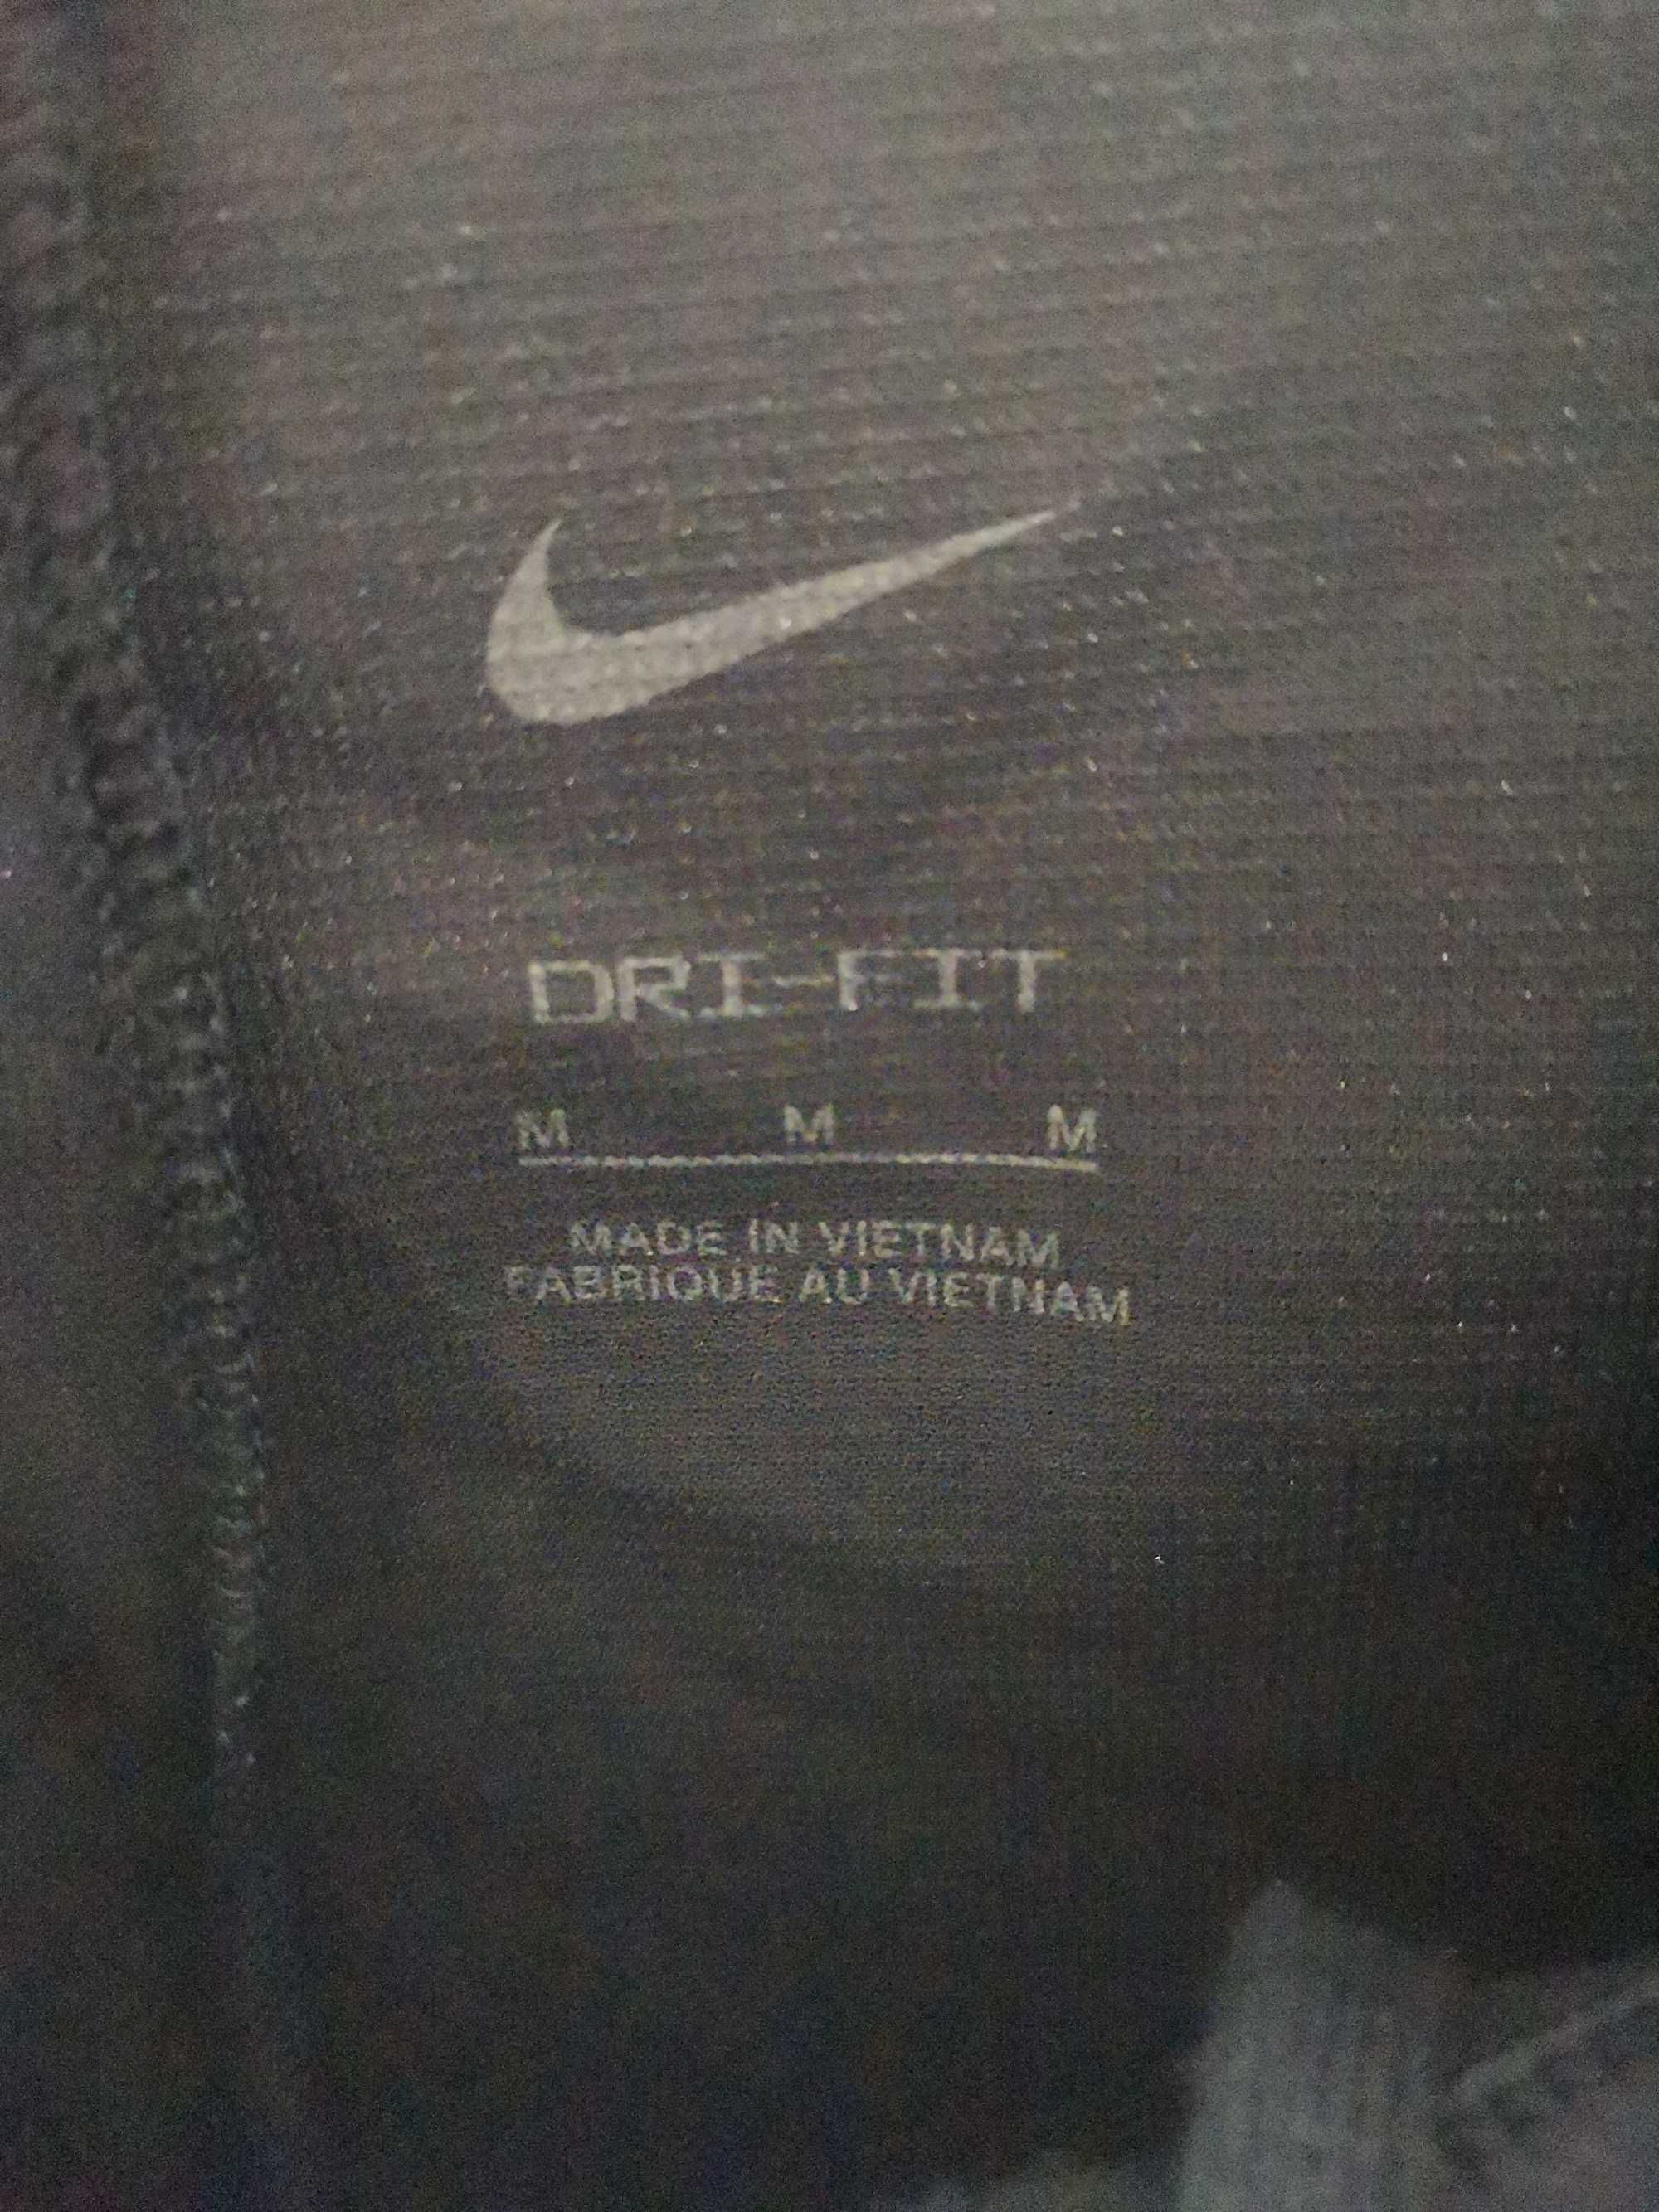 DRI-FIT
M M M
MADE IN VIETNAM
FABRIQUE AU VIETNAM